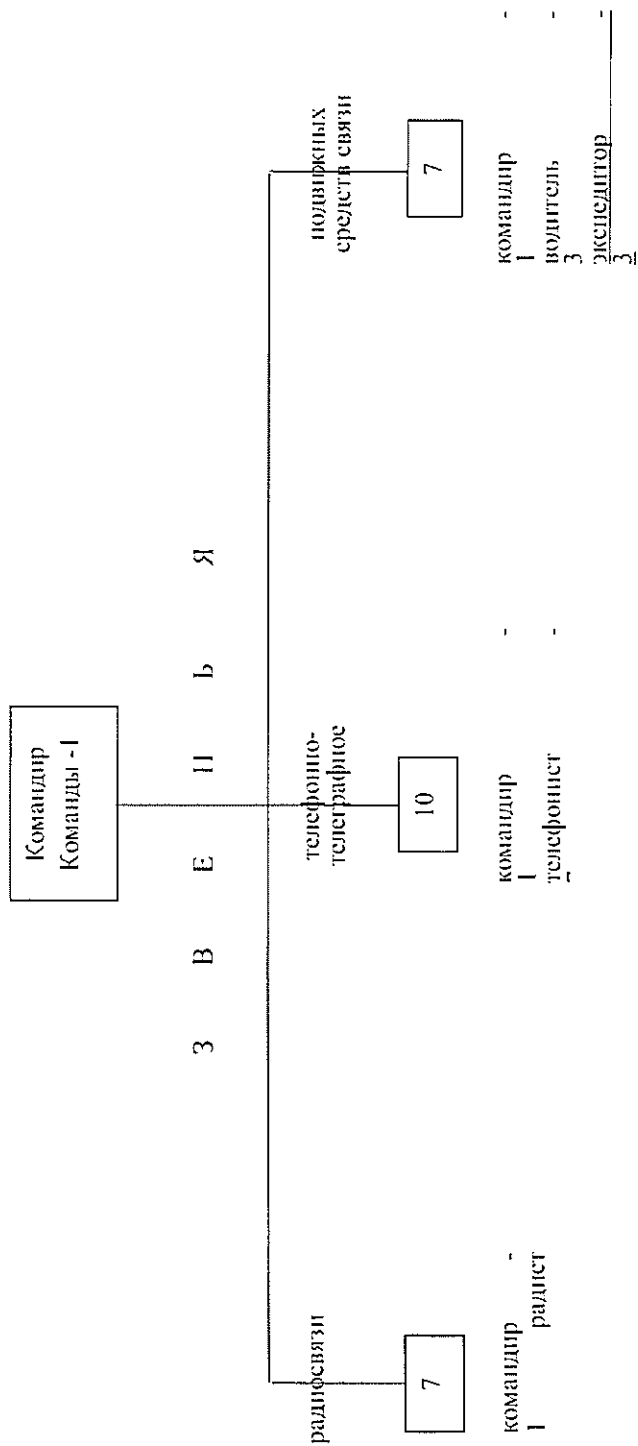 Командир
Команды - 1
З В Е Н Ь Я
радиосвязи
7
командир -
1
радист
телефонно-
телеграфное
10
командир -
1
телефонист -
подвижных
средств связи
7
командир -
1
водитель -
3
экспедитор -
3